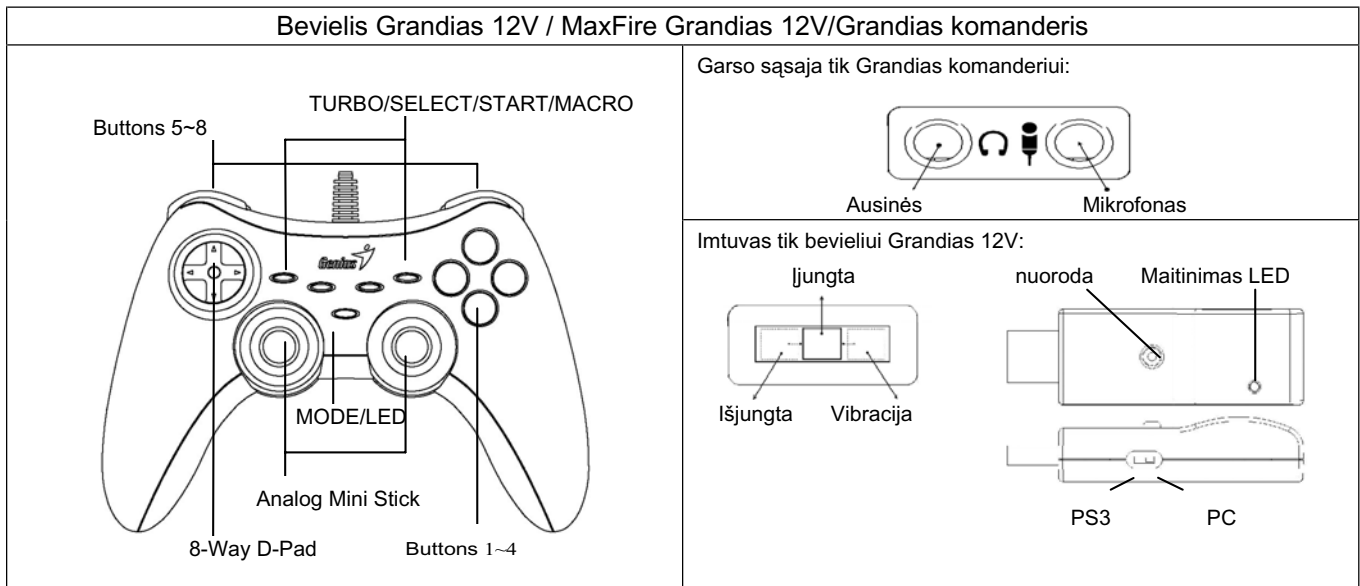 Bevielis Grandias 12V / MaxFire Grandias 12V/Grandias komanderis
TURBO/SELECT/START/MACRO
Buttons 5~8
Genius
MODE/LED
Analog Mini Stick
8-Way D-Pad
Buttons 1~4
Garso sąsaja tik Grandias komanderiui:
Ausinės
Mikrofonas
Imtuvas tik bevieliui Grandias 12V:
Įjungta
Išjungta
Vibracija
nuoroda
Maitinimas LED
PS3
PC